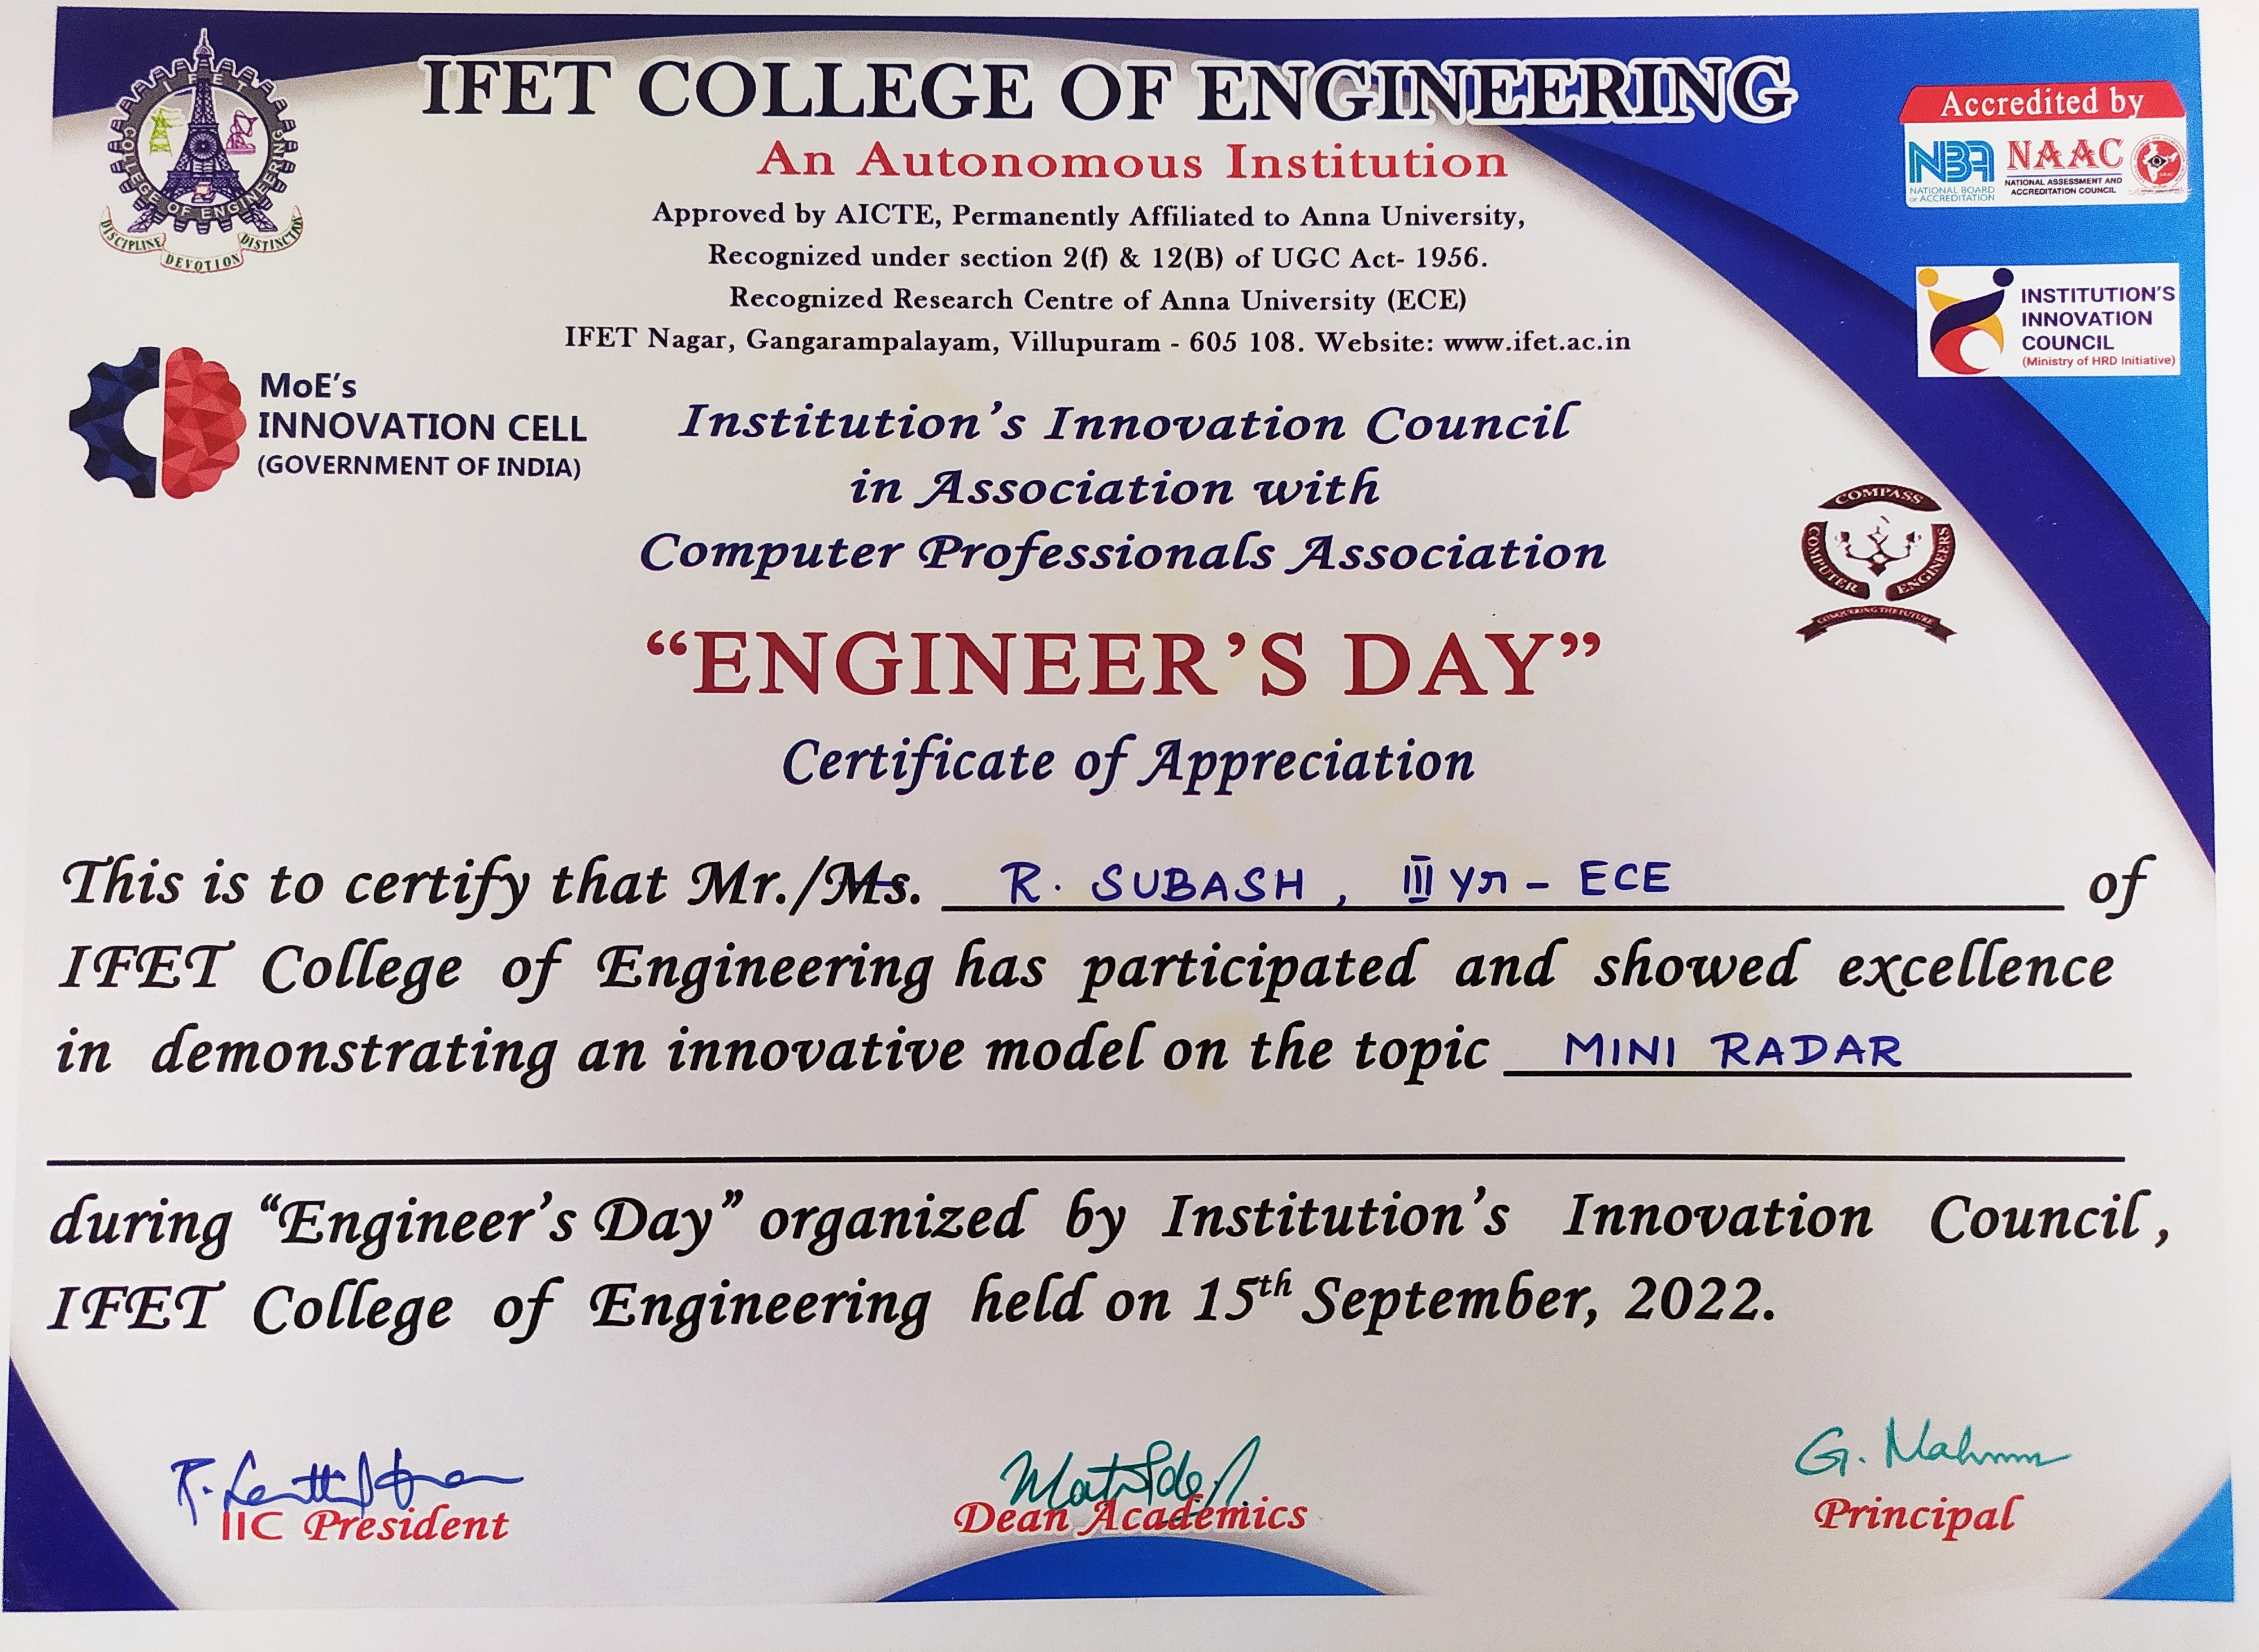 IFET COLLEGE OF ENGINEERING
An Autonomous Institution
Approved by AICTE, Permanently Affiliated to Anna University,
Recognized under section 2(f) & 12(B) of UGC Act- 1956.
Recognized Research Centre of Anna University (ECE)
IFET Nagar, Gangarampalayam, Villupuram - 605 108. Website: www.ifet.ac.in
IFET
COLLEGE OF ENGINEERING
DISCIPLINE
DEVOTION
DISTINCTION
Accredited by
NBA
NATIONAL BOARD
OF ACCREDITATION
NAAC
NATIONAL ASSESSMENT AND
ACCREDITATION COUNCIL
INSTITUTION'S
INNOVATION
COUNCIL
(Ministry of HRD Initiative)
MoE's
INNOVATION CELL
(GOVERNMENT OF INDIA)
Institution's Innovation Council
in Association with
Computer Professionals Association
COMPASS
COMPUTER
ENGINEERS
CONQUERING THE FUTURE
"ENGINEER'S DAY"
Certificate of Appreciation
This is to certify that Mr./Ms. R. SUBASH, III yr - ECE of
IFET College of Engineering has participated and showed excellence
in demonstrating an innovative model on the topic MINI RADAR
during "Engineer's Day" organized by Institution's Innovation Council,
IFET College of Engineering held on 15th September, 2022.
IIC President
Dean Academics
G.
Principal